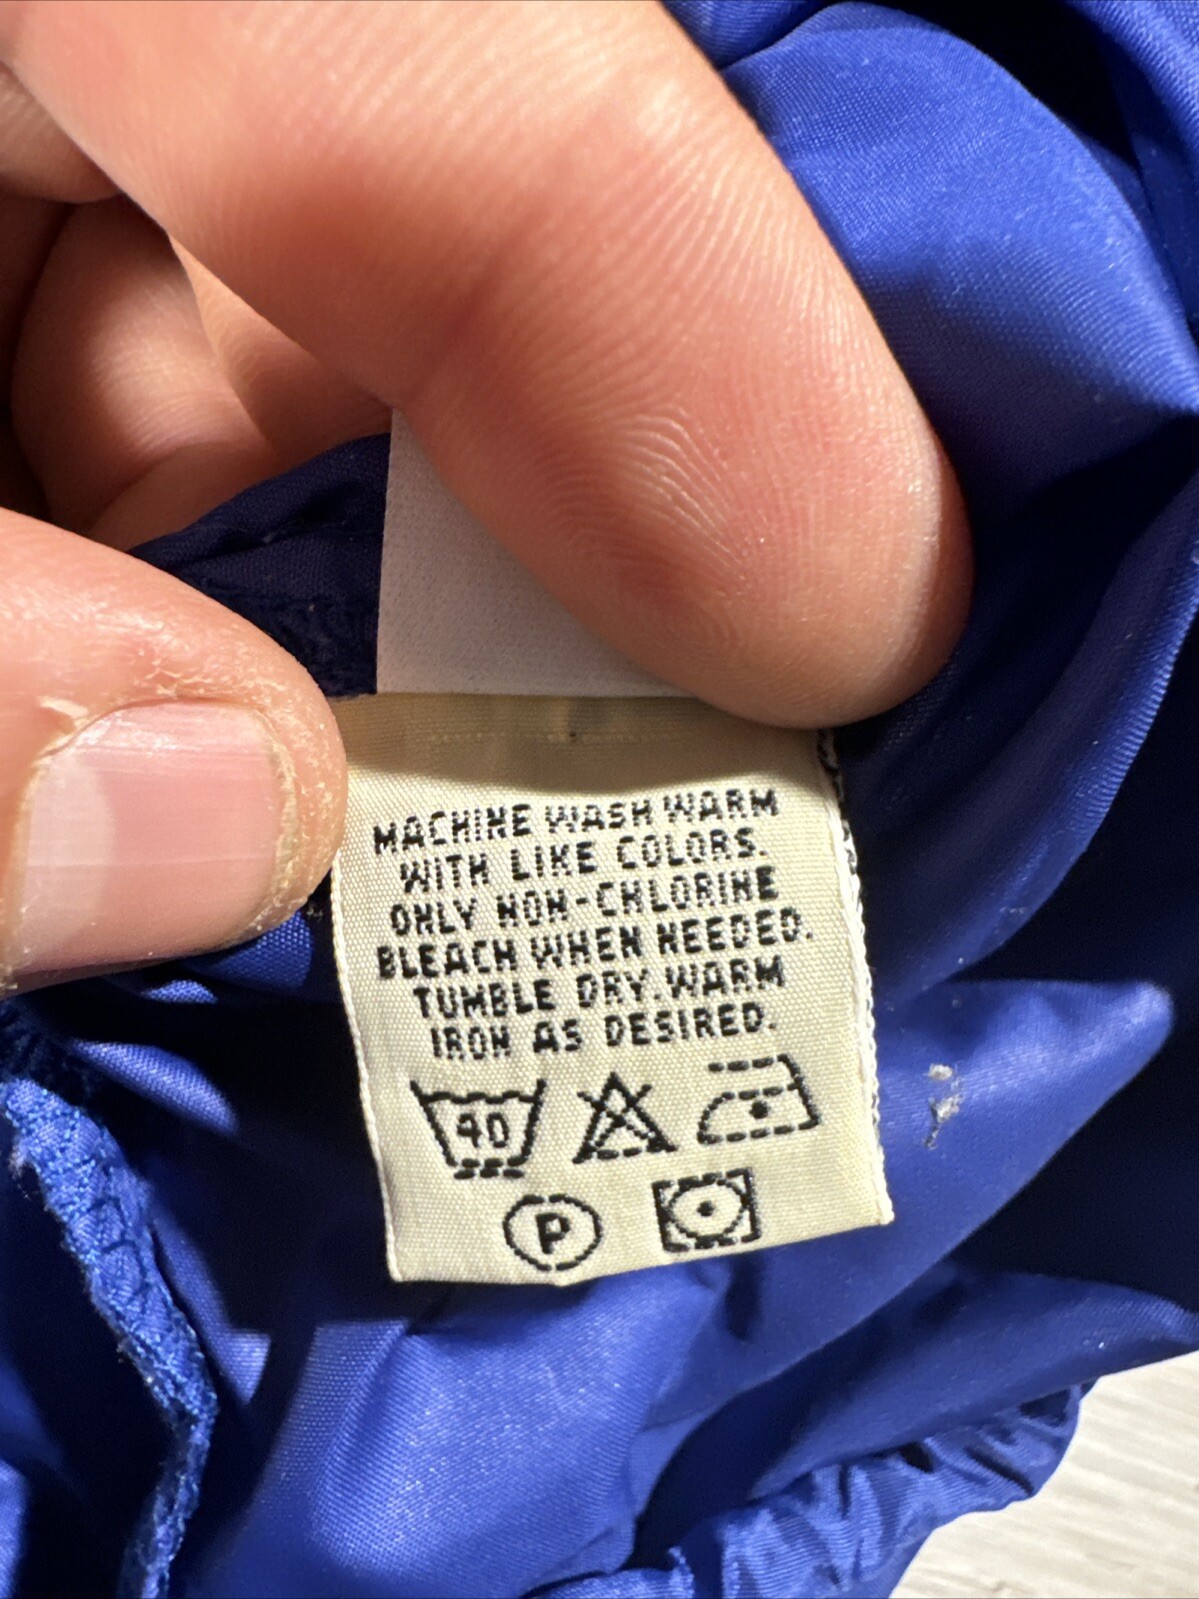 MACHINE WASH WARM
WITH LIKE COLORS.
ONLY NON-CHLORINE
BLEACH WHEN NEEDED.
TUMBLE DRY.WARM
IRON AS DESIRED.
40
P